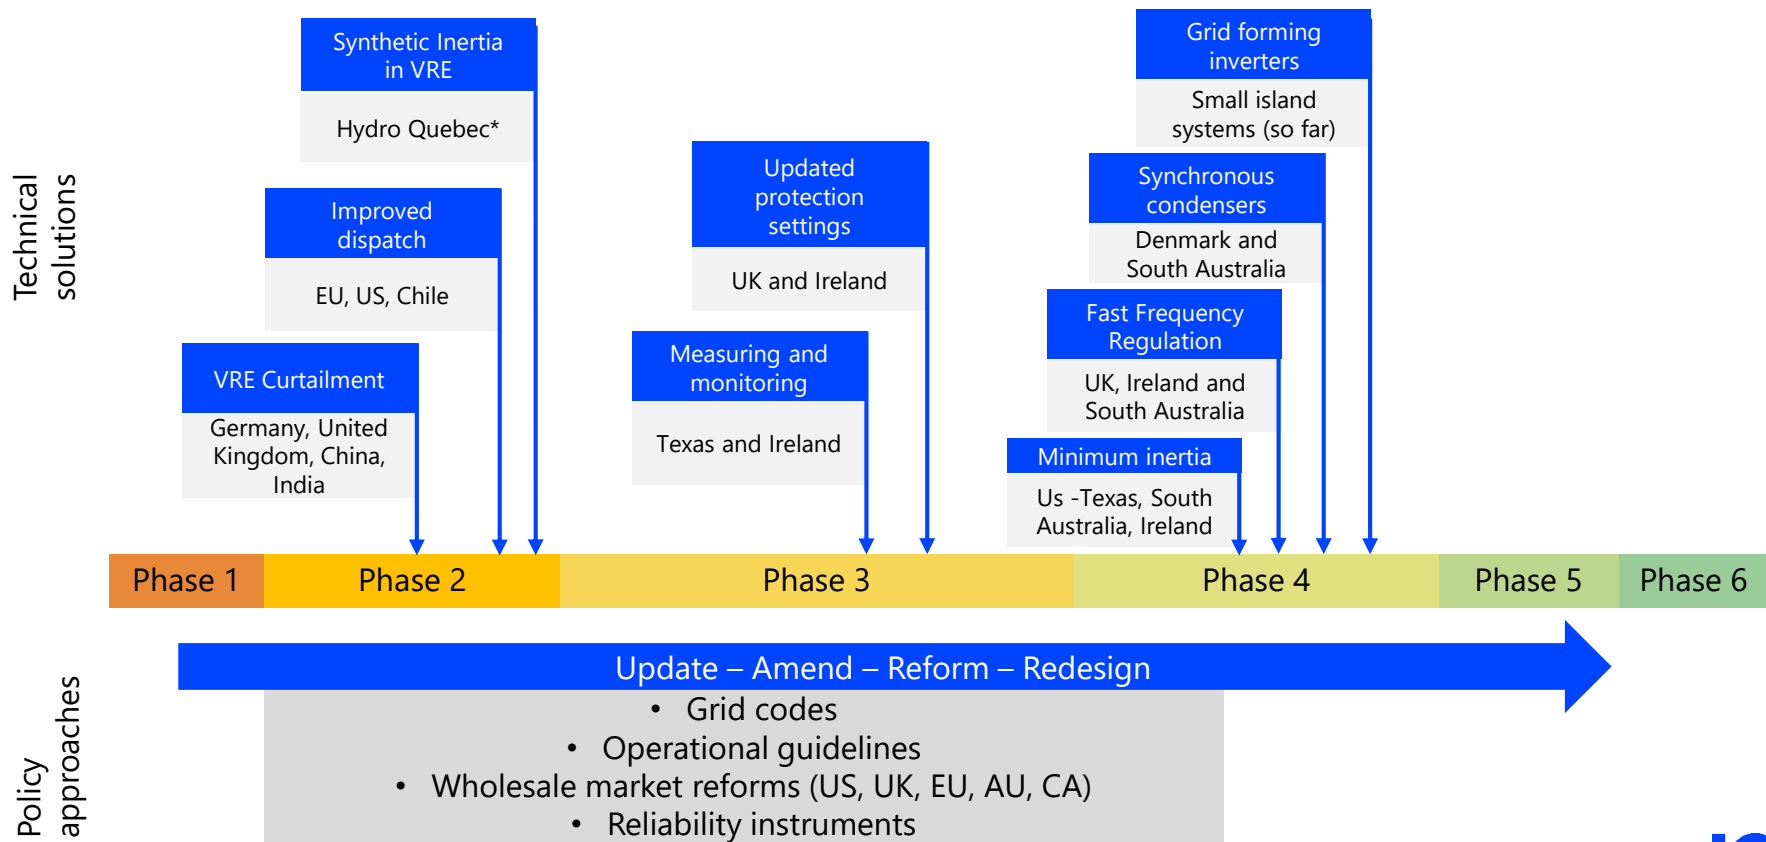 Technical
solutions
Synthetic Inertia
in VRE
Hydro Quebec*
Improved
dispatch
EU, US, Chile
VRE Curtailment
Germany, United
Kingdom, China,
India
Updated
protection
settings
UK and Ireland
Measuring and
monitoring
Texas and Ireland
Grid forming
inverters
Small island
systems (so far)
Synchronous
condensers
Denmark and
South Australia
Fast Frequency
Regulation
UK, Ireland and
South Australia
Minimum inertia
Us -Texas, South
Australia, Ireland
Phase 1
Phase 2
Phase 3
Phase 4
Phase 5
Phase 6
Policy
approaches
Update – Amend – Reform – Redesign
• Grid codes
• Operational guidelines
• Wholesale market reforms (US, UK, EU, AU, CA)
• Reliability instruments